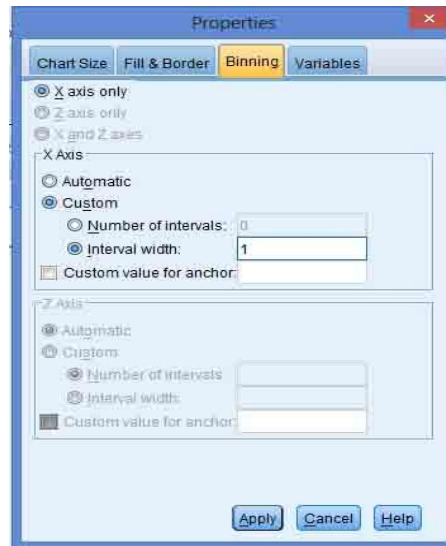 Properties
Chart Size Fill & Border Binning Variables
X axis only
Z axis only
X and Z axes
X Axis
Automatic
Custom
Number of intervals: 0
Interval width: 1
Custom value for anchor:
Z Axis
Automatic
Custom
Number of intervals
Interval width:
Custom value for anchor:
Apply Cancel Help